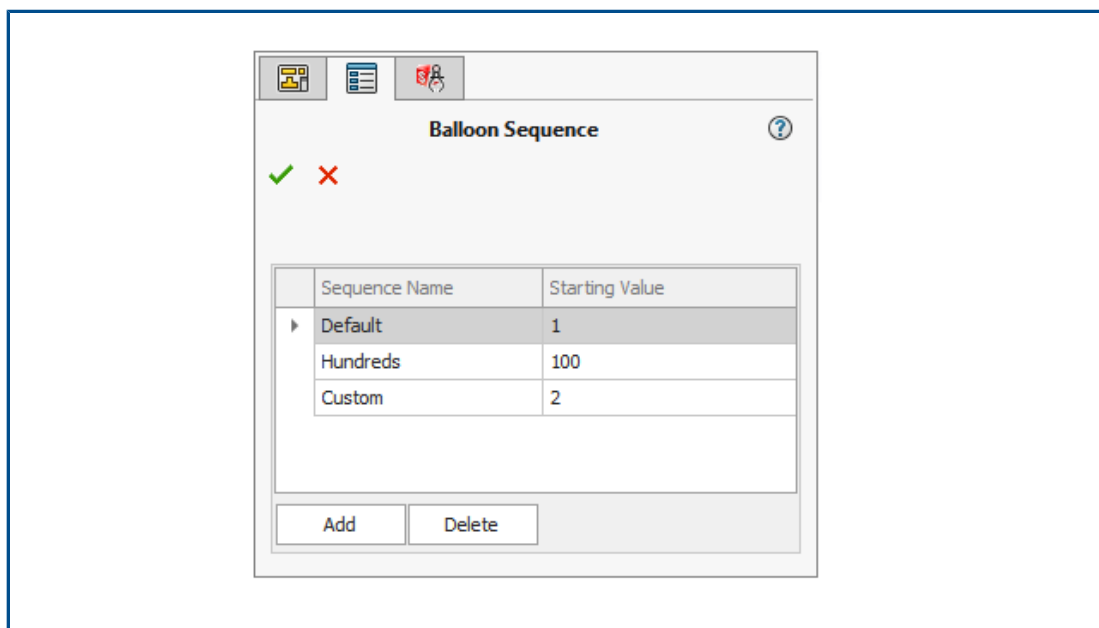 Balloon Sequence
Sequence Name Starting Value
Default 1
Hundreds 100
Custom 2
Add Delete